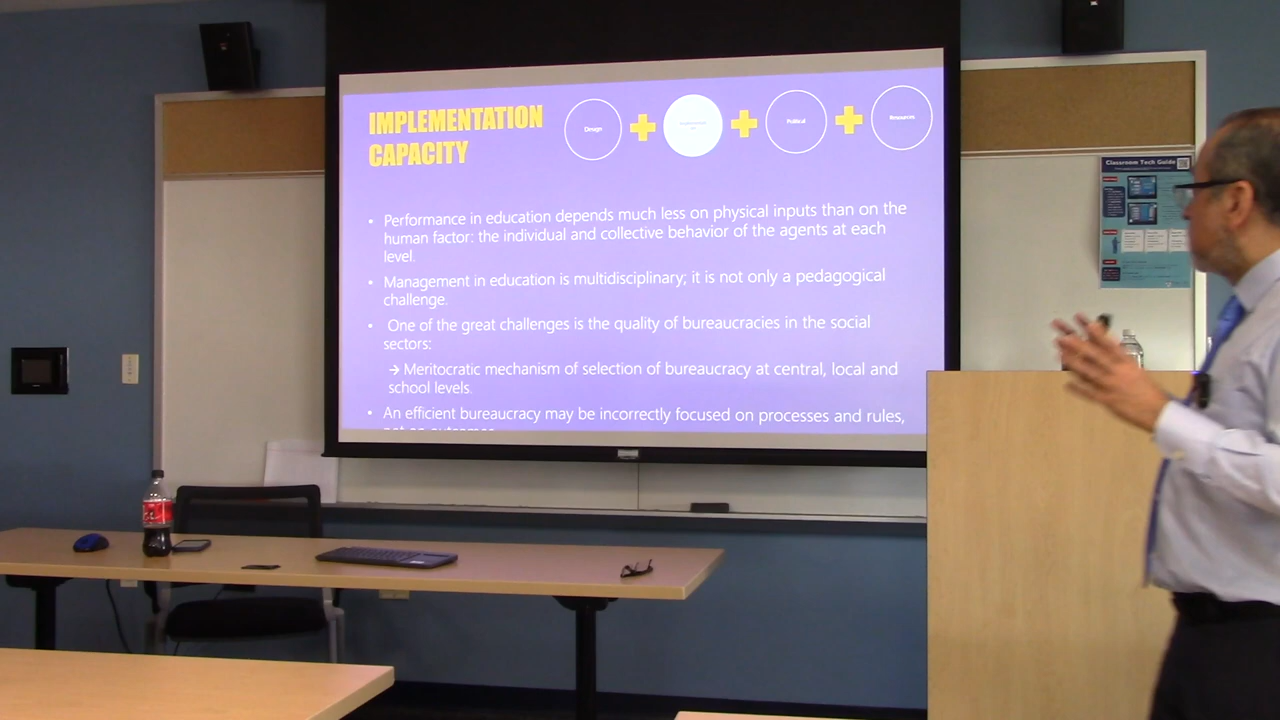 IMPLEMENTATION
CAPACITY
Design
Political
Resources
• Performance in education depends much less on physical inputs than on the
human factor: the individual and collective behavior of the agents at each
level.
• Management in education is multidisciplinary; it is not only a pedagogical
challenge.
• One of the great challenges is the quality of bureaucracies in the social
sectors:
→ Meritocratic mechanism of selection of bureaucracy at central, local and
school levels.
• An efficient bureaucracy may be incorrectly focused on processes and rules,
not on outcomes
Classroom Tech Guide